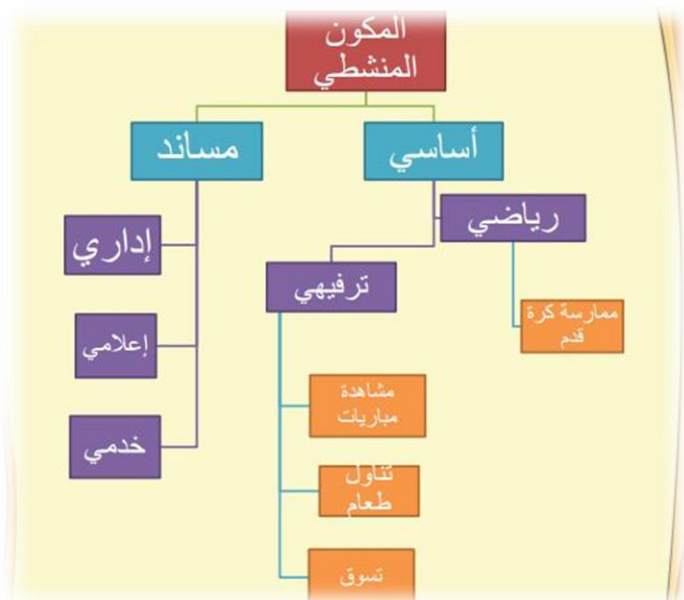 المكون
المنشطي
أساسي
مساند
رياضي
إداري
ترفيهي
ممارسة كرة
قدم
إعلامي
مشاهدة
مباريات
خدمي
تناول
طعام
تسوق